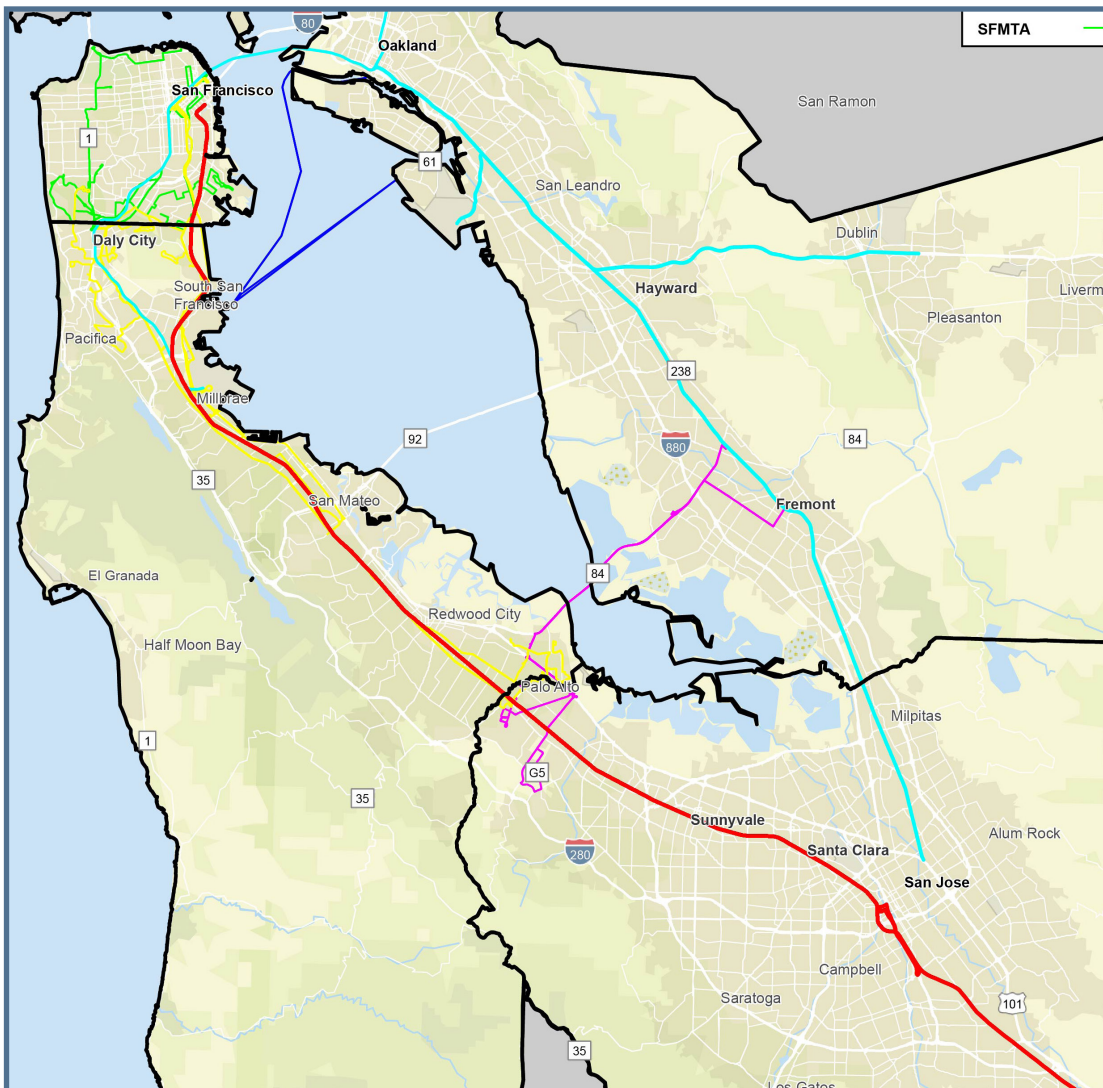 80
SFMTA
Oakland
San Francisco
San Ramon
1
61
San Leandro
Dublin
Daly City
Hayward
South San
Francisco
Liverm
Pleasanton
Pacifica
238
Millbrae
92
880
84
35
San Mateo
Fremont
El Granada
84
Redwood City
Half Moon Bay
Palo Alto
Milpitas
1
G5
35
Sunnyvale
Alum Rock
280
Santa Clara
San Jose
Campbell
Saratoga
101
35
Los Gatos